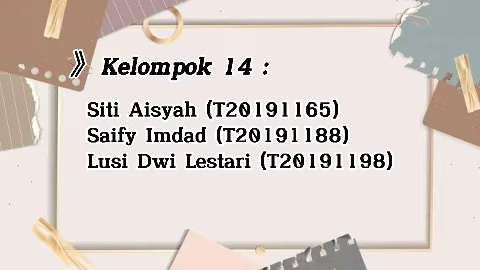 》 Kelompok 14 :
Siti Aisyah (T20191165)
Saify Imdad (T20191188)
Lusi Dwi Lestari (T20191198)